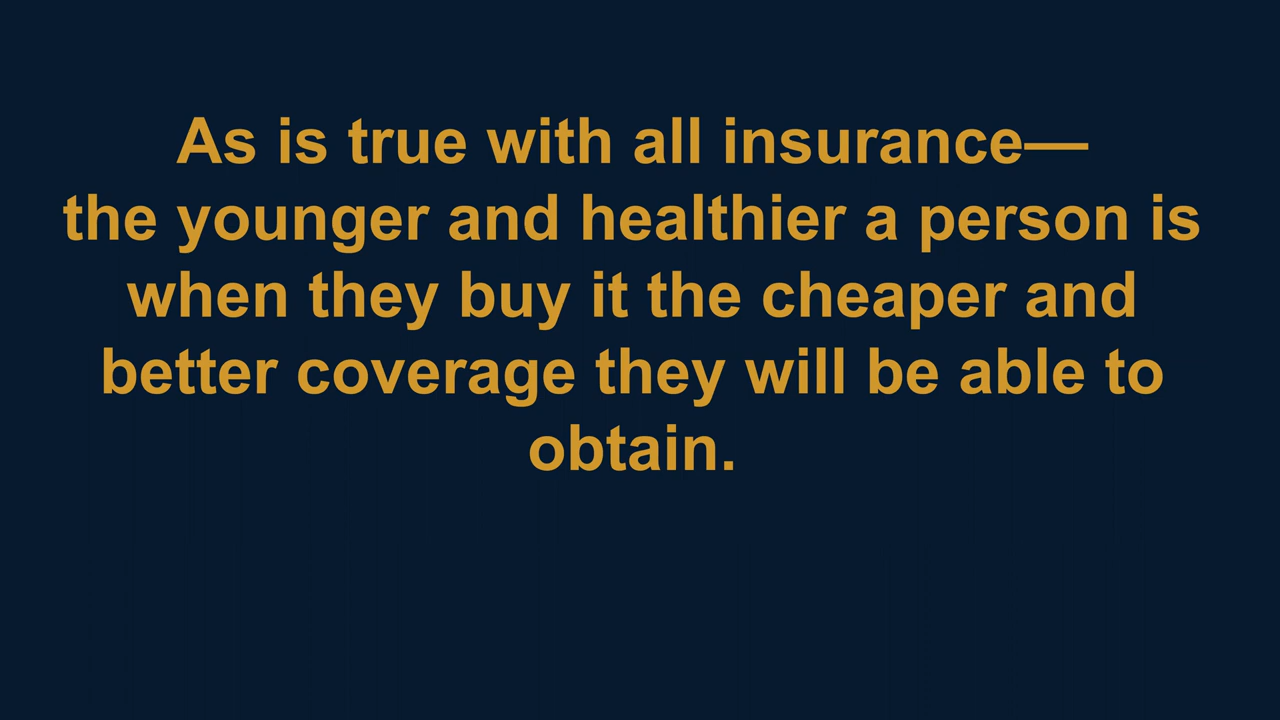 As is true with all insurance—
the younger and healthier a person is
when they buy it the cheaper and
better coverage they will be able to
obtain.